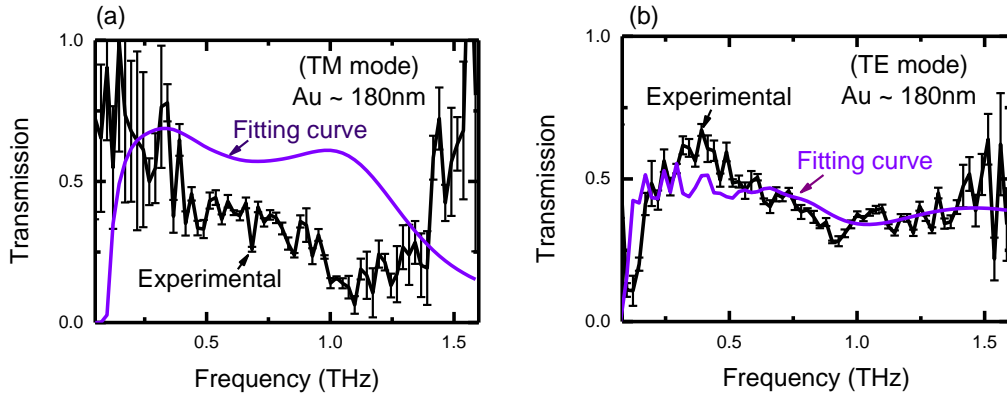 (a)
1.0
(TM mode)
Au ~ 180nm
Fitting curve
0.5
Experimental
0.0
0.5
1.0
1.5
Transmission
Frequency (THz)
(b)
1.0
(TE mode)
Experimental
Au ~ 180nm
Fitting curve
0.5
0.0
0.5
1.0
1.5
Transmission
Frequency (THz)